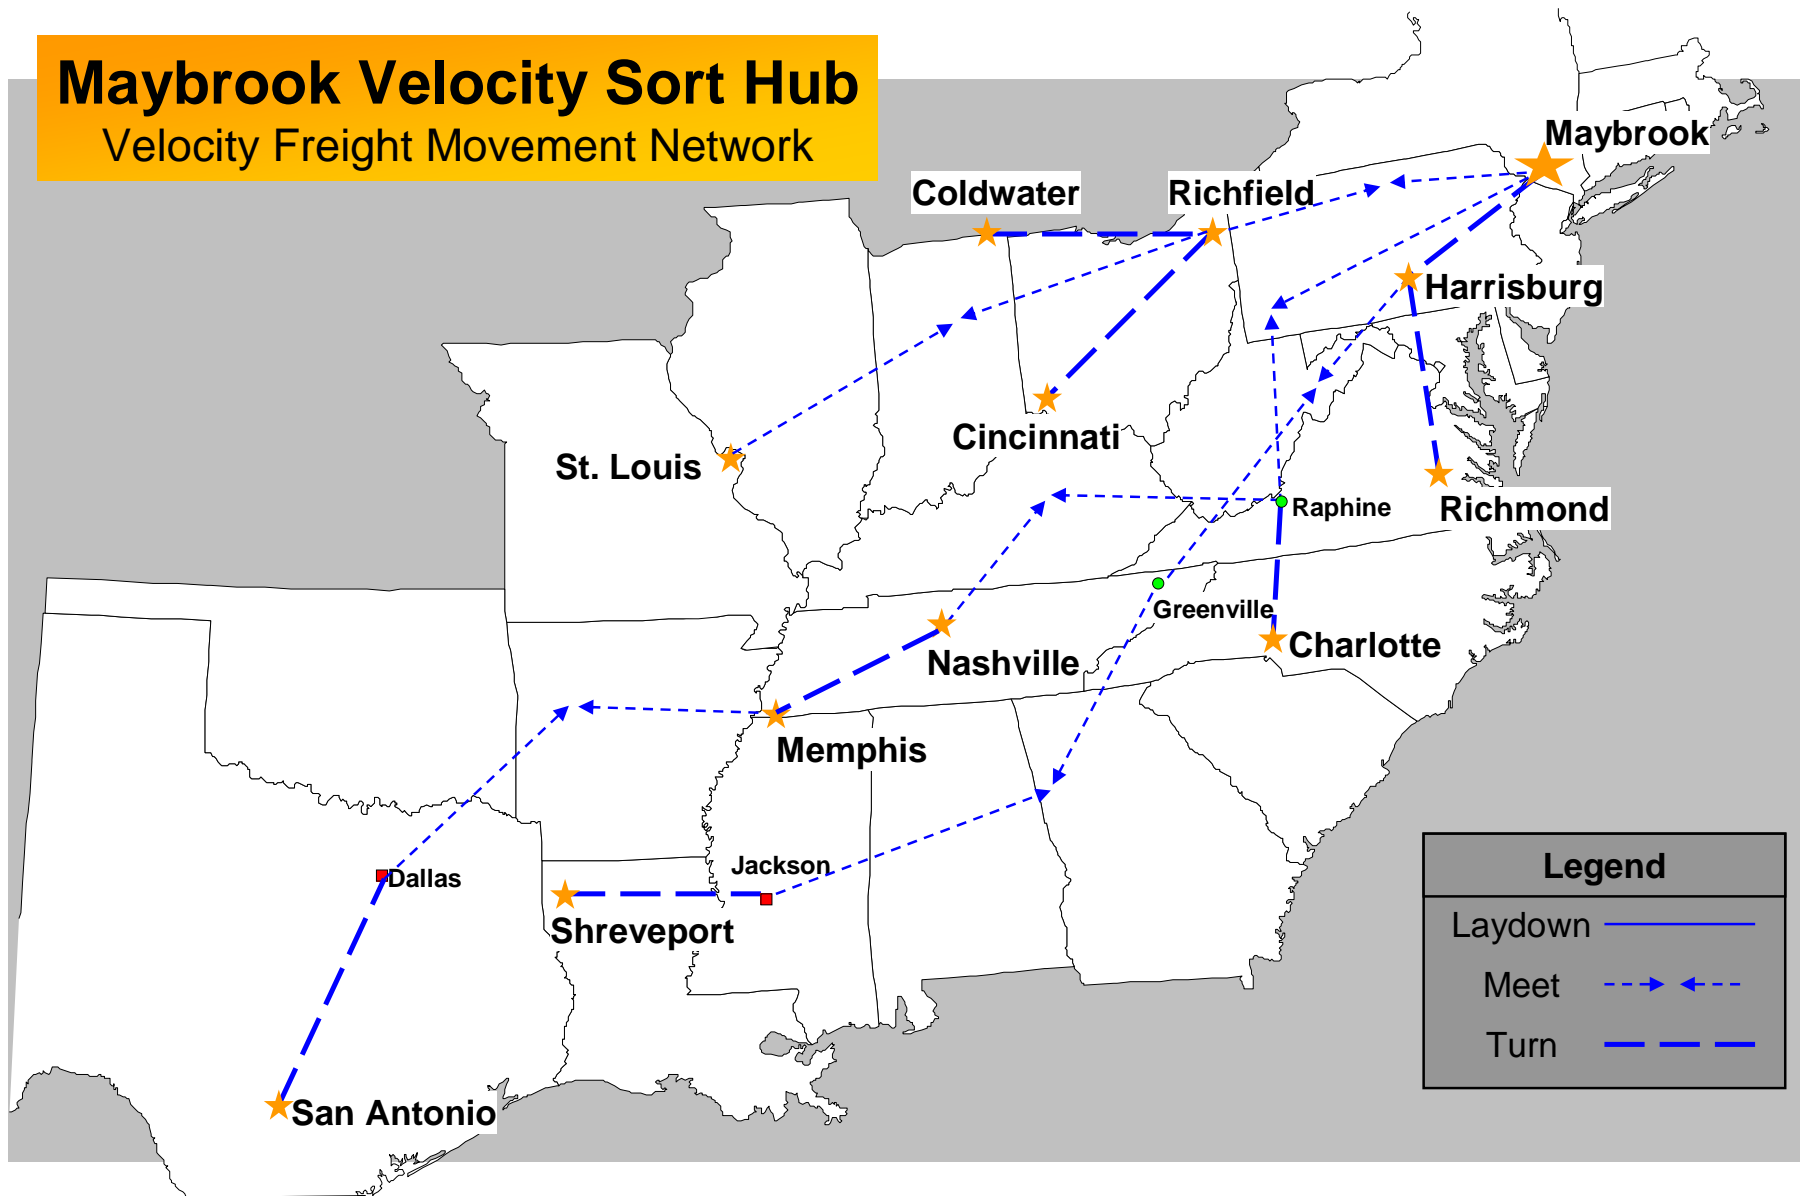 Maybrook Velocity Sort Hub
Velocity Freight Movement Network
Maybrook
Coldwater
Richfield
Harrisburg
Cincinnati
St. Louis
Raphine
Richmond
Greenville
Charlotte
Nashville
Memphis
Jackson
Dallas
Shreveport
San Antonio
Legend
Laydown
Meet
Turn